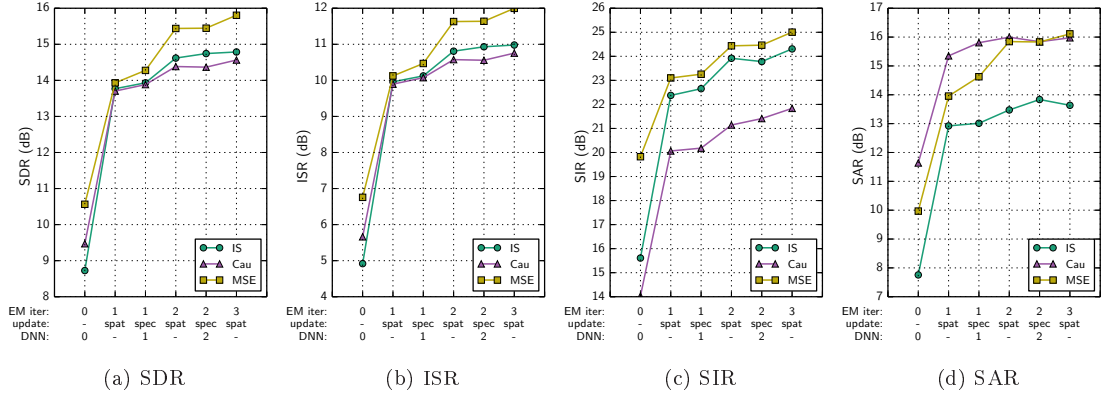 SDR (dB)
16
15
14
13
12
11
10
9
8
IS
Cau
MSE
EM iter: 0 1 1 2 2 3
update: - spat spec spat spec spat
DNN: 0 - 1 - 2 -
(a) SDR
ISR (dB)
12
11
10
9
8
7
6
5
4
IS
Cau
MSE
0 1 1 2 2 3
- spat spec spat spec spat
0 - 1 - 2 -
(b) ISR
SIR (dB)
26
25
24
23
22
21
20
19
18
17
16
15
14
IS
Cau
MSE
0 1 1 2 2 3
- spat spec spat spec spat
0 - 1 - 2 -
(c) SIR
SAR (dB)
17
16
15
14
13
12
11
10
9
8
7
IS
Cau
MSE
0 1 1 2 2 3
- spat spec spat spec spat
0 - 1 - 2 -
(d) SAR